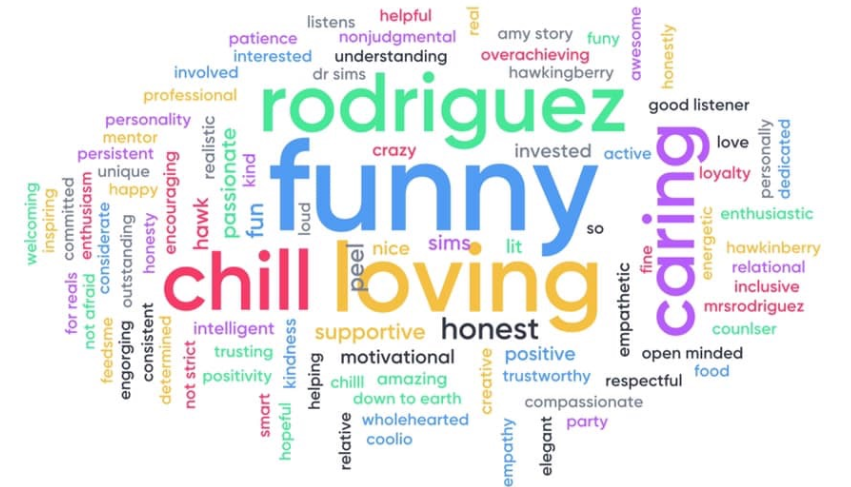 listens
helpful
real
patience
nonjudgmental
amy story
funy
awesome
honestly
interested
understanding
overachieving
involved
dr sims
hawkingberry
professional
rodriguez
good listener
personality
mentor
realistic
crazy
invested
active
love
personally
dedicated
persistent
unique
happy
encouraging
passionate
kind
funny
caring
loyalty
welcoming
inspiring
committed
enthusiasm
considerate
outstanding
honesty
hawk
fun
loud
so
enthusiastic
energetic
nice
sims
lit
fine
hawkinberry
relational
for reals
not afraid
chill
peel
loving
empathetic
inclusive
mrsrodriguez
feedsme
engorging
consistent
determined
intelligent
supportive
honest
counlser
not strict
trusting
kindness
helping
motivational
positive
open minded
positivity
chilll
amazing
creative
trustworthy
respectful
food
smart
hopeful
down to earth
compassionate
relative
wholehearted
coolio
empathy
elegant
party